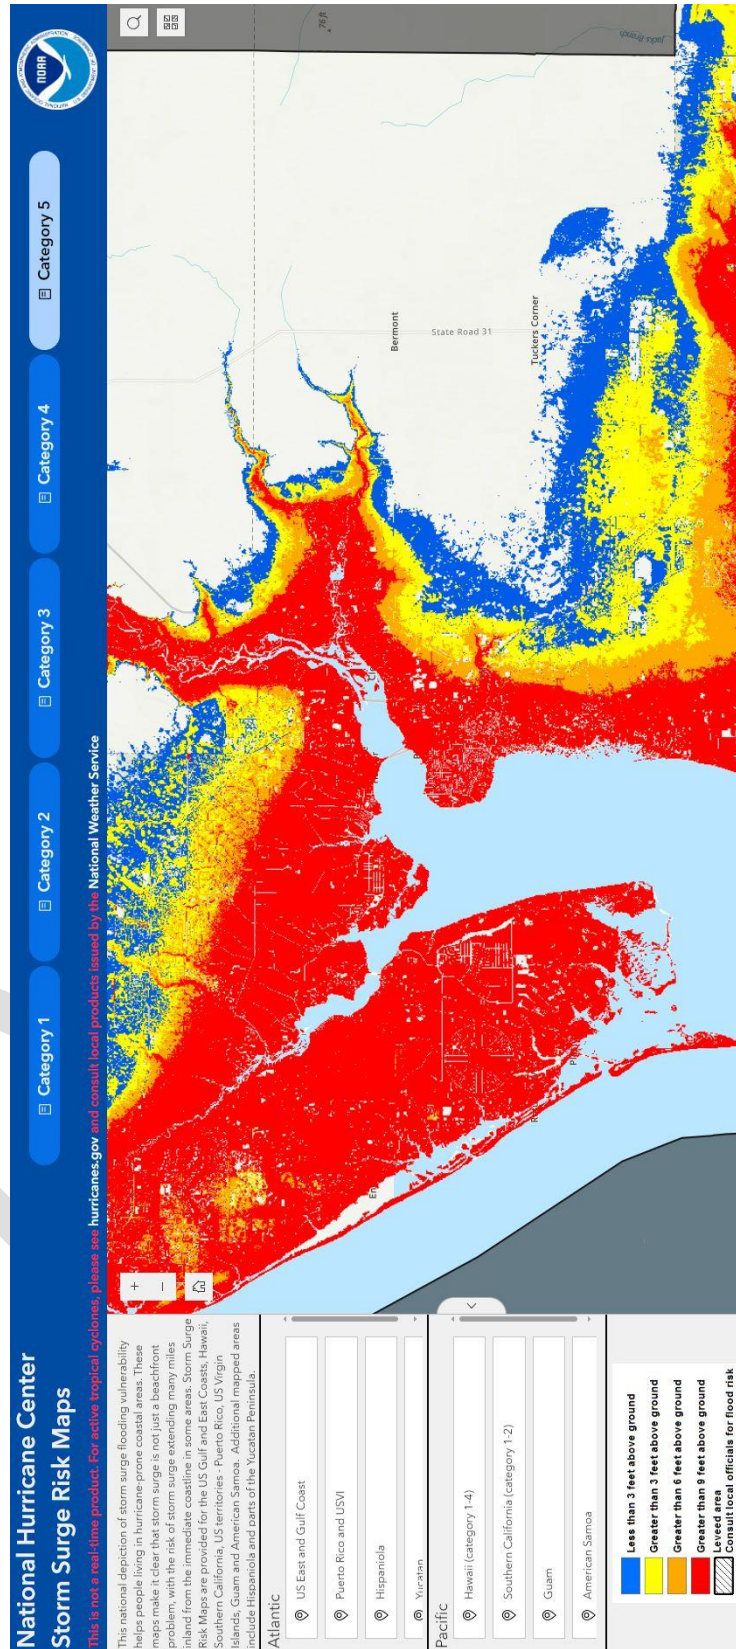 National Hurricane Center
Storm Surge Risk Maps
Category 1
Category 2
Category 3
Category 4
Category 5
NOAA
This is not a real-time product. For active tropical cyclones, please see hurricanes.gov and consult local products issued by the National Weather Service
This national depiction of storm surge flooding vulnerability
helps people living in hurricane-prone coastal areas. These
maps make it clear that storm surge is not just a beachfront
problem, with the risk of storm surge extending many miles
inland from the immediate coastline in some areas. Storm Surge
Risk Maps are provided for the US Gulf and East Coasts, Hawaii,
Southern California, US territories - Puerto Rico, US Virgin
Islands, Guam and American Samoa. Additional mapped areas
include Hispaniola and parts of the Yucatan Peninsula.
Atlantic
US East and Gulf Coast
Puerto Rico and USVI
Hispaniola
Yucatan
Pacific
Hawaii (category 1-4)
Southern California (category 1-2)
Guam
American Samoa
Less than 3 feet above ground
Greater than 3 feet above ground
Greater than 6 feet above ground
Greater than 9 feet above ground
Leveed area
Consult local officials for flood risk
+
−
76 ft
Jacks Branch
Bermont
State Road 31
Tuckers Corner
En